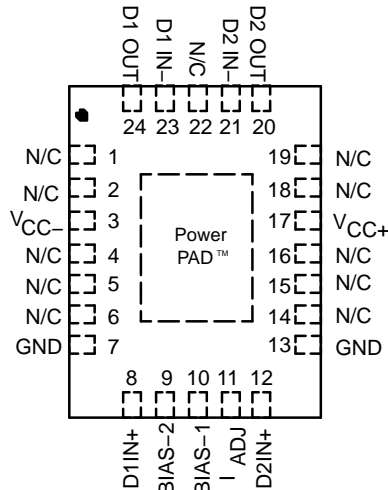 D1 OUT
D1 IN−
N/C
D2 IN−
D2 OUT
24 23 22 21 20
N/C 1 19 N/C
N/C 2 18 N/C
VCC− 3 17 VCC+
N/C 4 16 N/C
N/C 5 15 N/C
N/C 6 14 N/C
GND 7 13 GND
Power
PAD™
8 9 10 11 12
D1IN+
BIAS−2
BIAS−1
I ADJ
D2IN+